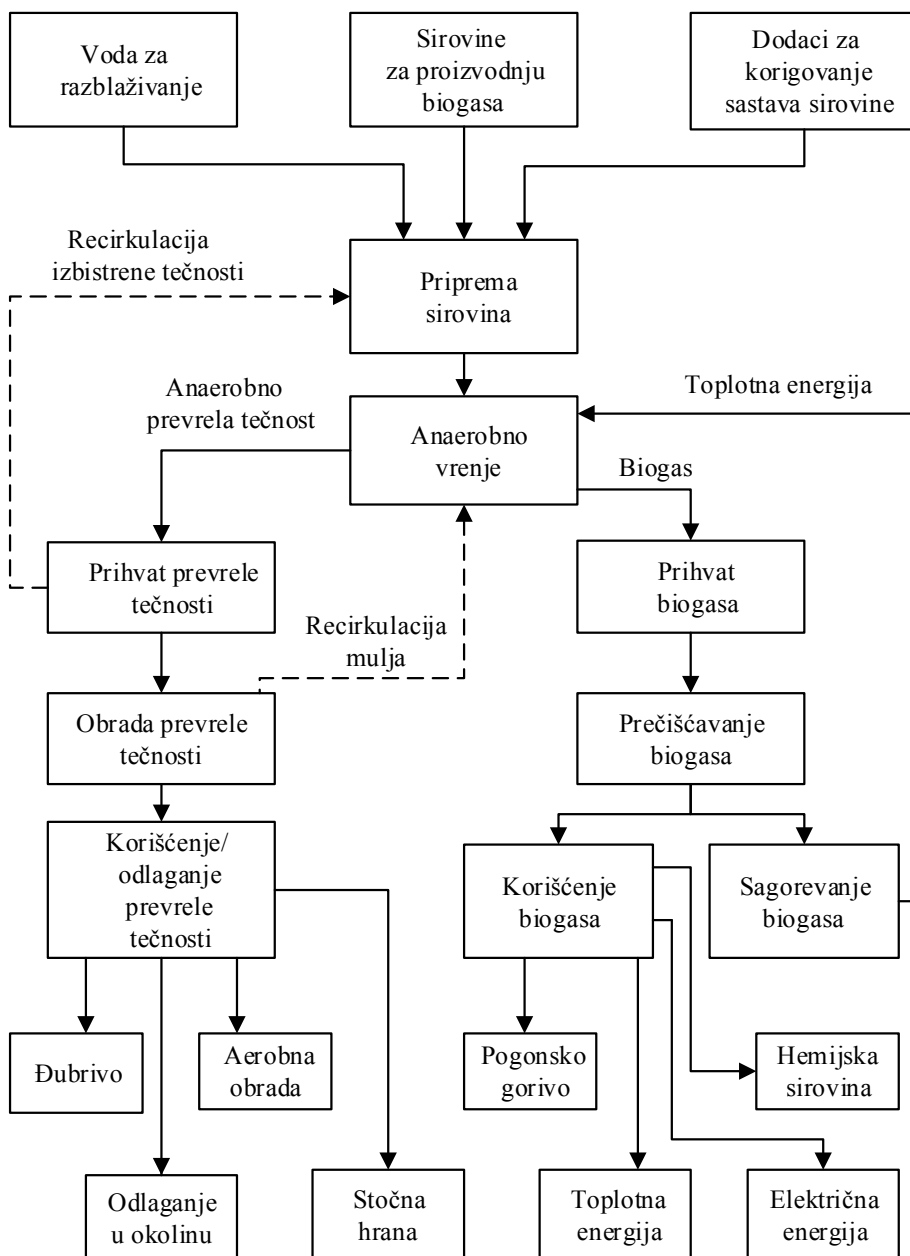 Voda za
razblaživanje
Sirovine
za proizvodnju
biogasa
Dodaci za
korigovanje
sastava sirovine
Recirkulacija
izbistrene tečnosti
Priprema
sirovina
Anaerobno
prevrela tečnost
Toplotna energija
Anaerobno
vrenje
Biogas
Prihvat prevrele
tečnosti
Prihvat
biogasa
Recirkulacija
mulja
Obrada prevrele
tečnosti
Prečišćavanje
biogasa
Korišćenje/
odlaganje
prevrele
tečnosti
Korišćenje
biogasa
Sagorevanje
biogasa
Đubrivo
Aerobna
obrada
Pogonsko
gorivo
Hemijska
sirovina
Odlaganje
u okolinu
Stočna
hrana
Toplotna
energija
Električna
energija